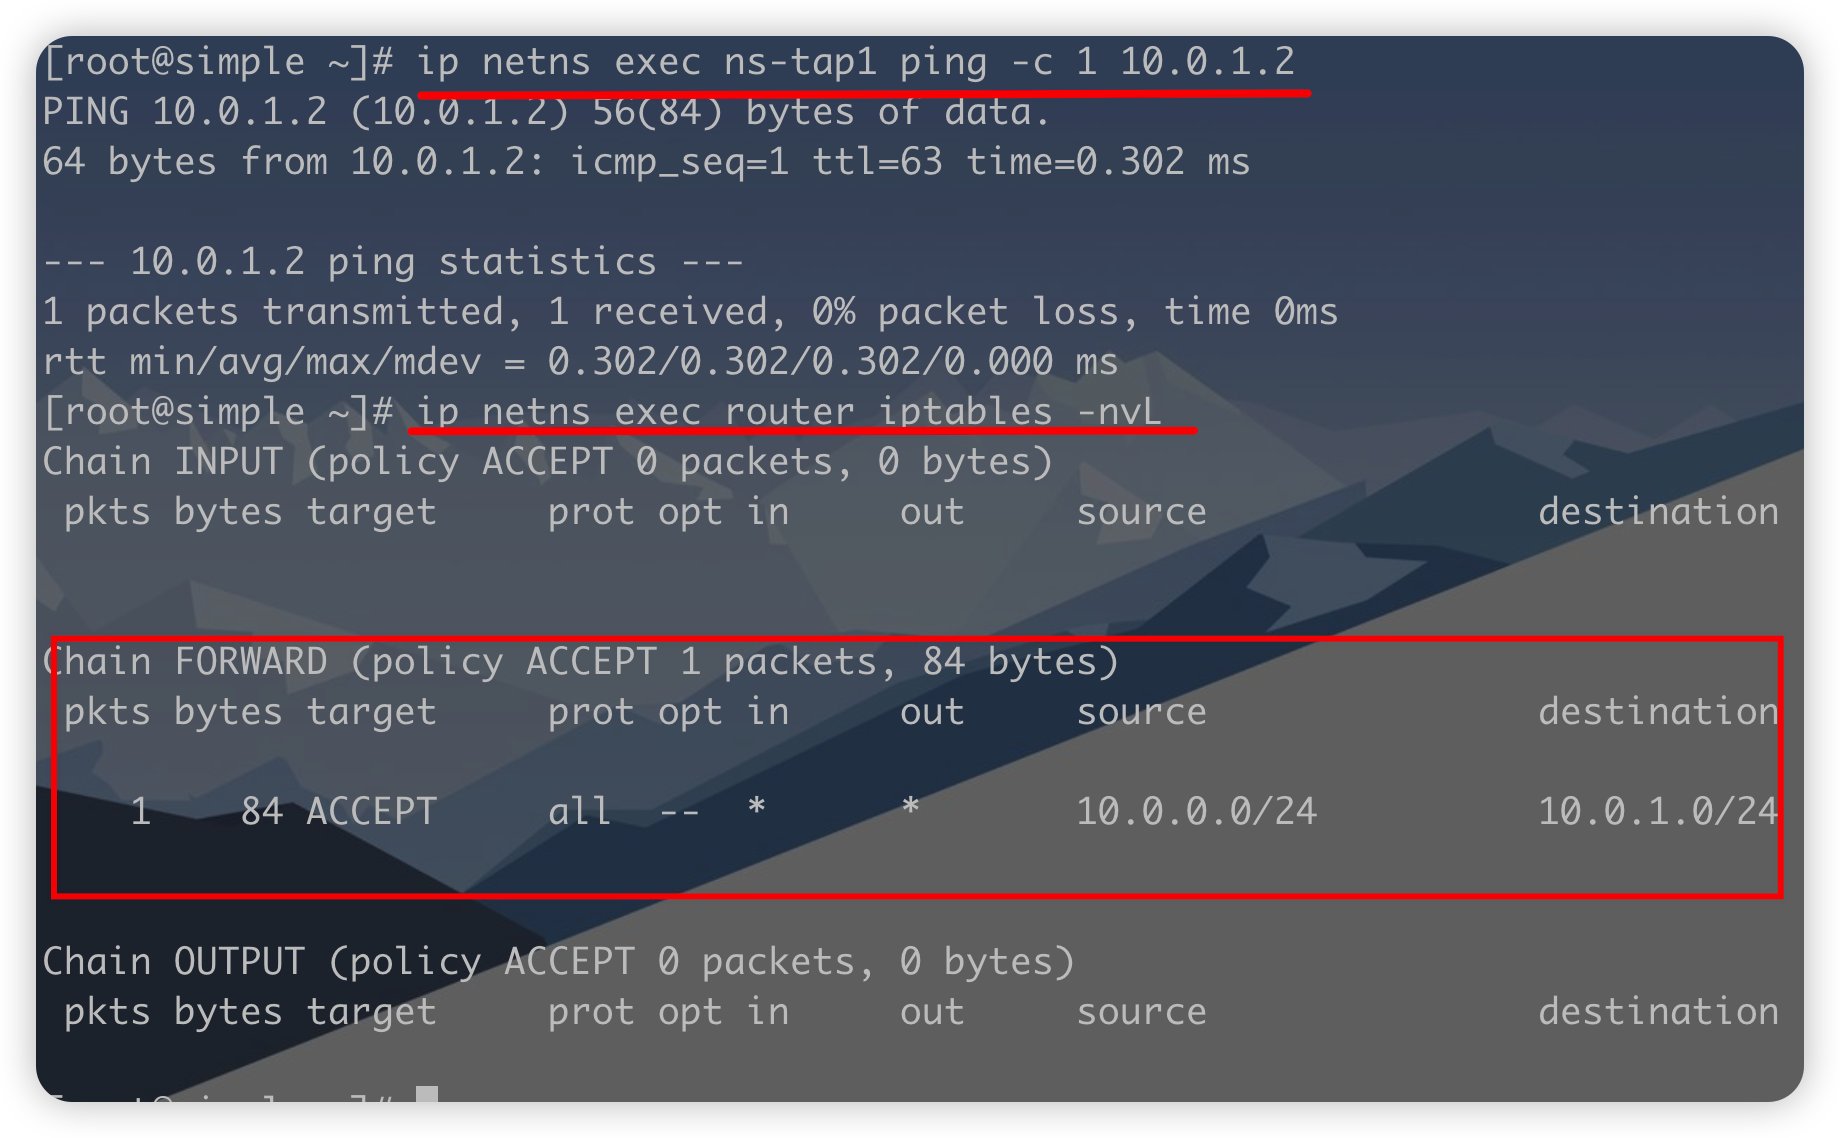 [root@simple ~]# ip netns exec ns-tap1 ping -c 1 10.0.1.2
PING 10.0.1.2 (10.0.1.2) 56(84) bytes of data.
64 bytes from 10.0.1.2: icmp_seq=1 ttl=63 time=0.302 ms
--- 10.0.1.2 ping statistics ---
1 packets transmitted, 1 received, 0% packet loss, time 0ms
rtt min/avg/max/mdev = 0.302/0.302/0.302/0.000 ms
[root@simple ~]# ip netns exec router iptables -nvL
Chain INPUT (policy ACCEPT 0 packets, 0 bytes)
pkts bytes target prot opt in out source destination
Chain FORWARD (policy ACCEPT 1 packets, 84 bytes)
pkts bytes target prot opt in out source destination
1 84 ACCEPT all -- * * 10.0.0.0/24 10.0.1.0/24
Chain OUTPUT (policy ACCEPT 0 packets, 0 bytes)
pkts bytes target prot opt in out source destination